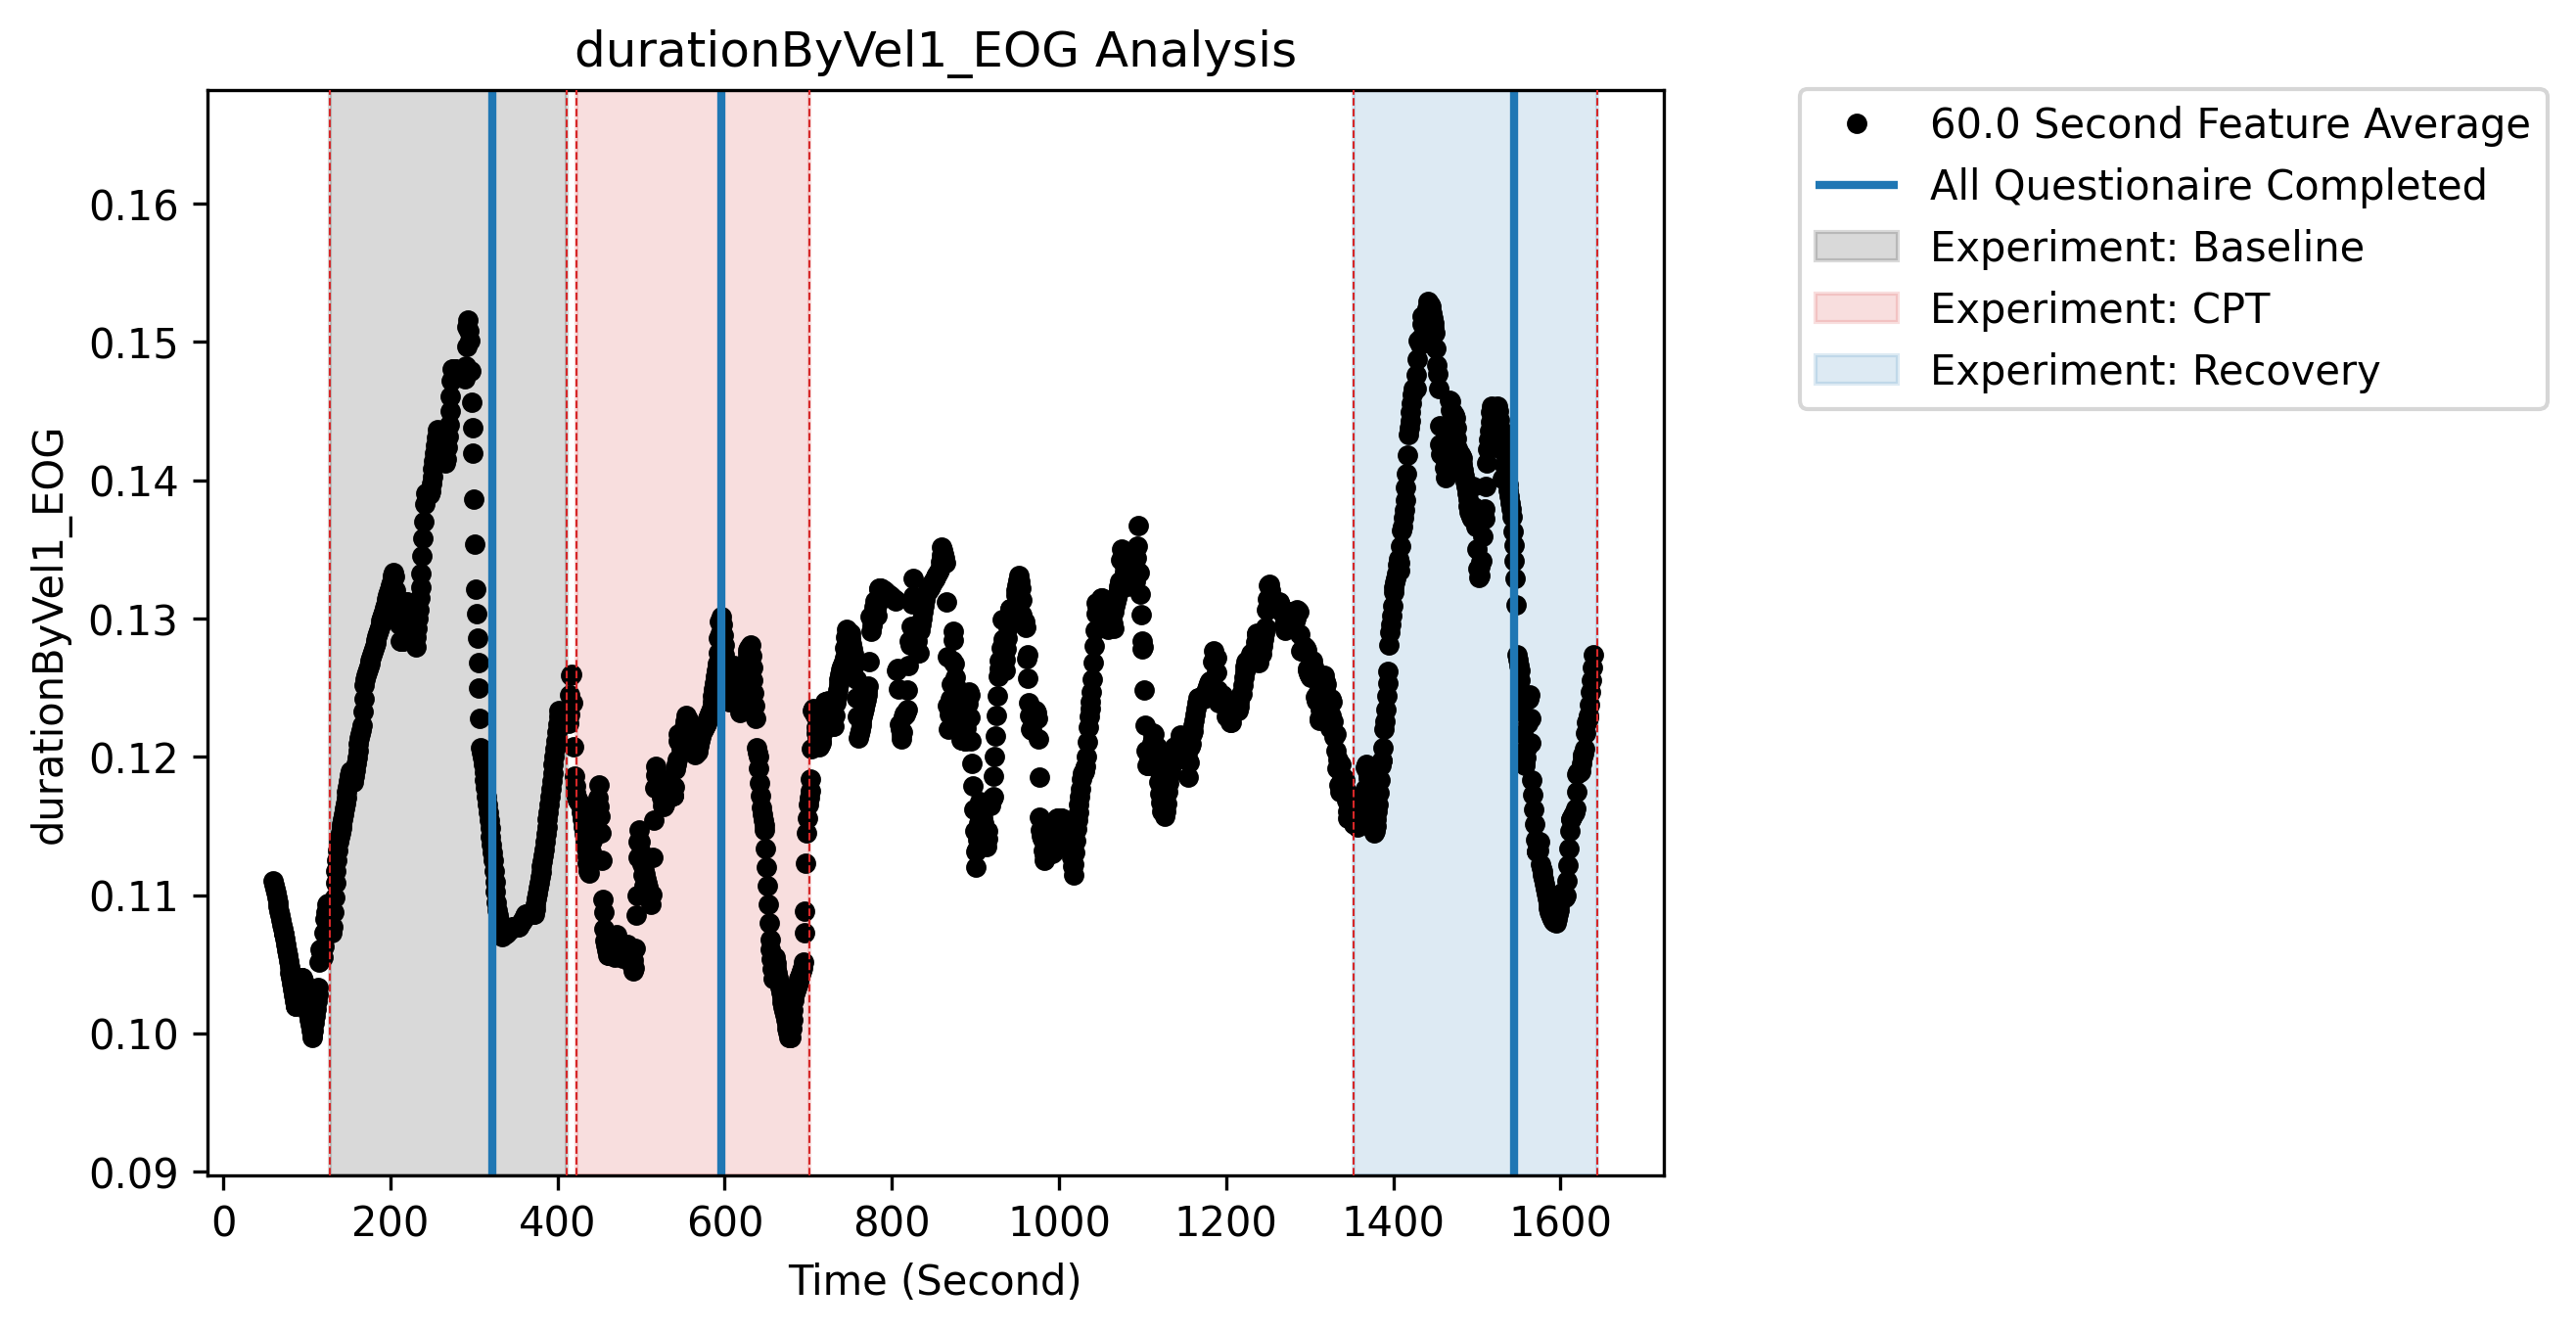 durationByVel1_EOG Analysis
60.0 Second Feature Average
All Questionaire Completed
Experiment: Baseline
Experiment: CPT
Experiment: Recovery
durationByVel1_EOG
0.16
0.15
0.14
0.13
0.12
0.11
0.10
0.09
0 200 400 600 800 1000 1200 1400 1600
Time (Second)